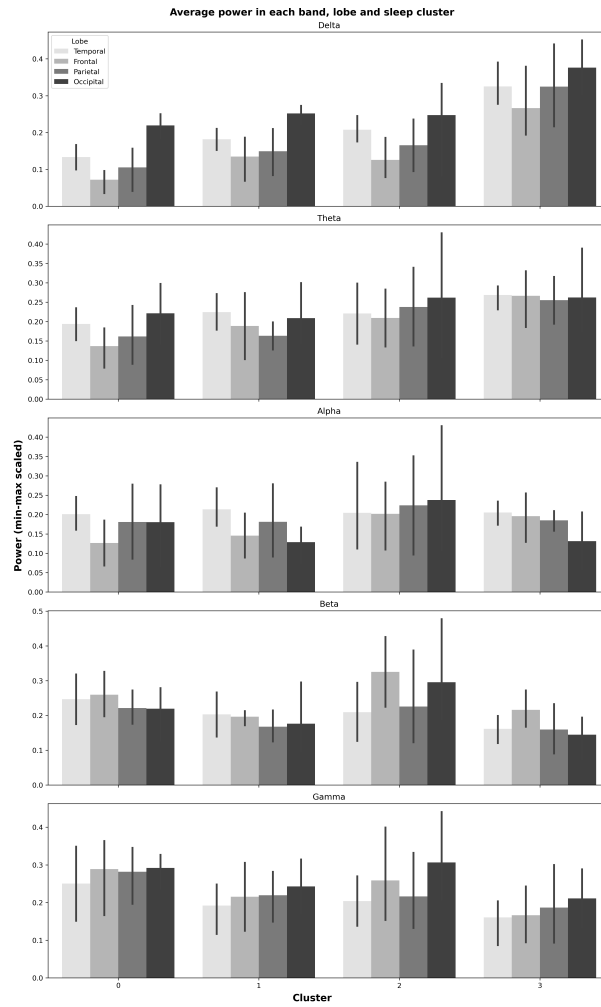 Average power in each band, lobe and sleep cluster
Delta
Lobe
Temporal
Frontal
Parietal
Occipital
0.4
0.3
0.2
0.1
0.0
Theta
0.40
0.35
0.30
0.25
0.20
0.15
0.10
0.05
0.00
Alpha
0.40
0.35
0.30
0.25
0.20
0.15
0.10
0.05
0.00
Power (min-max scaled)
Beta
0.5
0.4
0.3
0.2
0.1
0.0
Gamma
0.4
0.3
0.2
0.1
0.0
0 1 2 3
Cluster